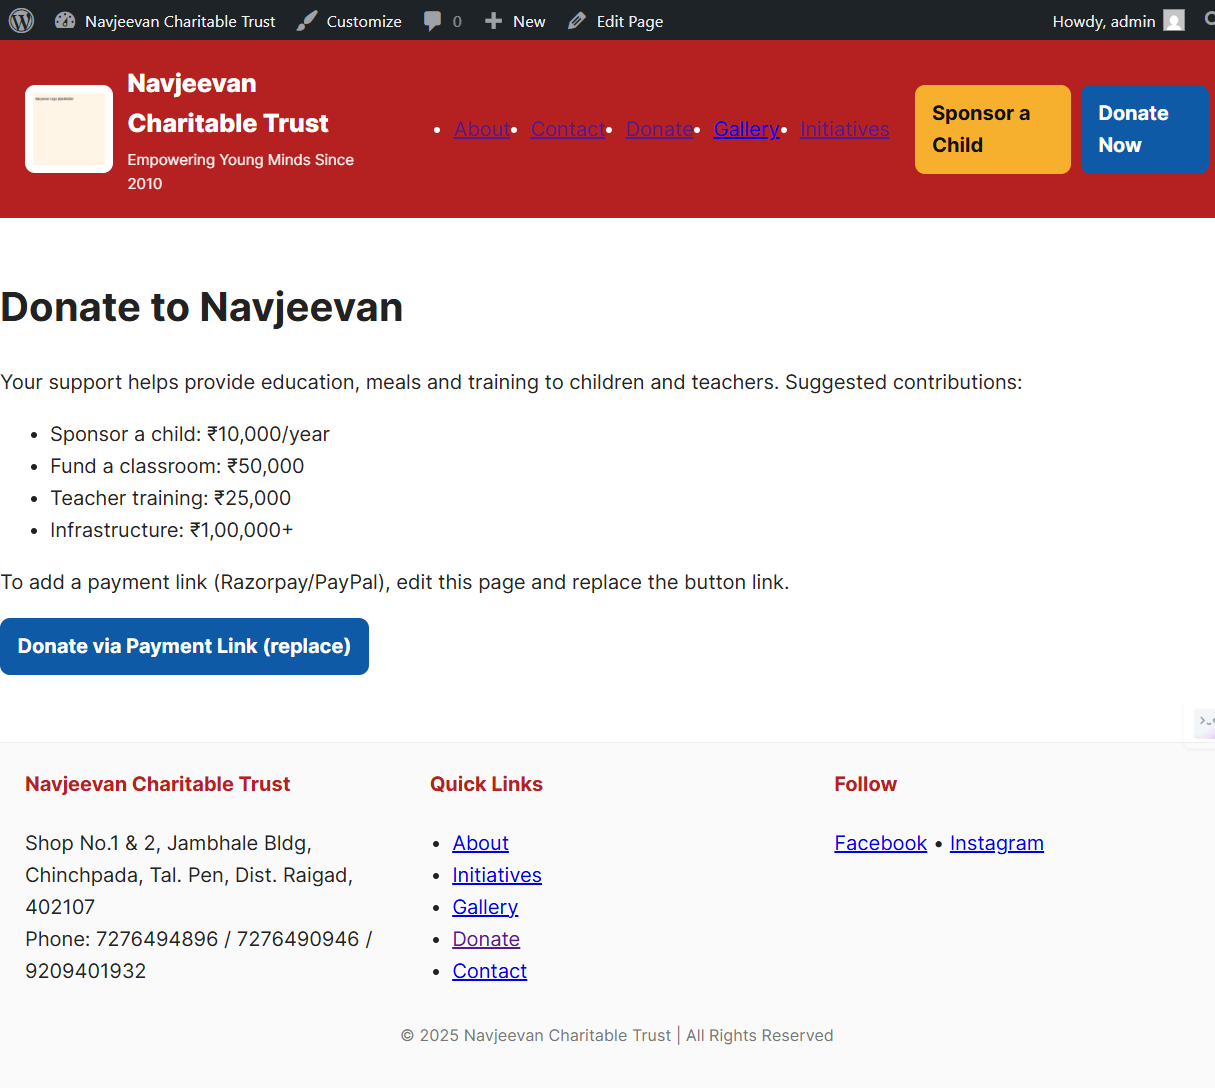 Navjeevan Charitable Trust Customize 0 New Edit Page Howdy, admin
Navjeevan
Charitable Trust
Empowering Young Minds Since
2010
• About • Contact • Donate • Gallery • Initiatives
Sponsor a
Child
Donate
Now
Donate to Navjeevan
Your support helps provide education, meals and training to children and teachers. Suggested contributions:
• Sponsor a child: ₹10,000/year
• Fund a classroom: ₹50,000
• Teacher training: ₹25,000
• Infrastructure: ₹1,00,000+
To add a payment link (Razorpay/PayPal), edit this page and replace the button link.
Donate via Payment Link (replace)
Navjeevan Charitable Trust
Shop No.1 & 2, Jambhale Bldg,
Chinchpada, Tal. Pen, Dist. Raigad,
402107
Phone: 7276494896 / 7276490946 /
9209401932
Quick Links
• About
• Initiatives
• Gallery
• Donate
• Contact
Follow
Facebook • Instagram
© 2025 Navjeevan Charitable Trust | All Rights Reserved